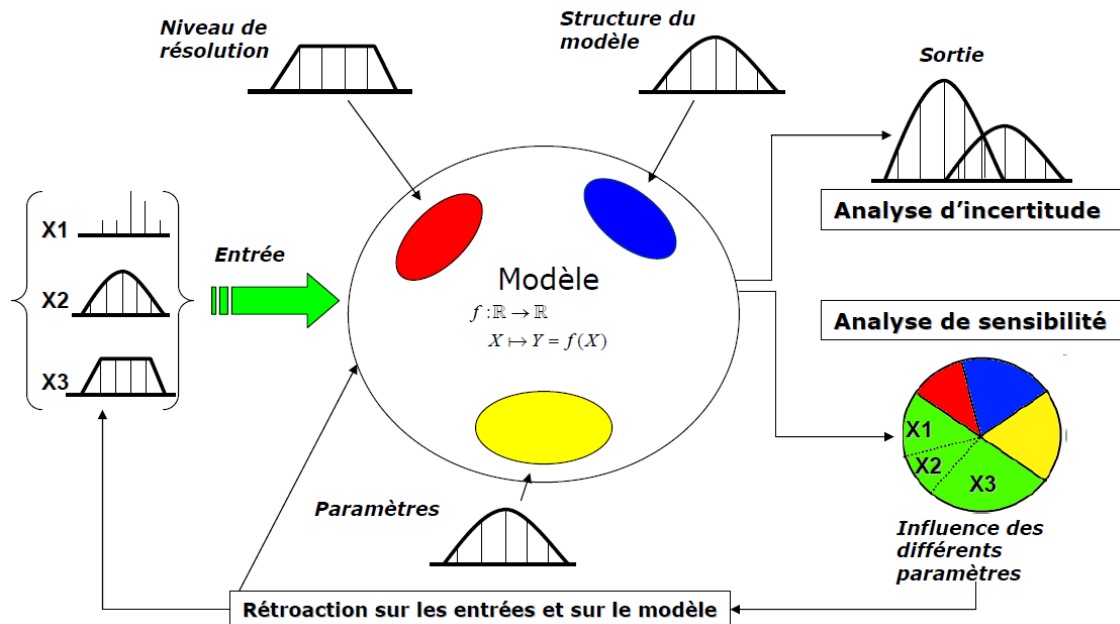 Niveau de
résolution
Structure du
modèle
Sortie
X1
X2
X3
Entrée
Modèle
f : ℝ → ℝ
X ↦ Y = f(X)
Analyse d’incertitude
Analyse de sensibilité
X1
X2
X3
Paramètres
Influence des
différents
paramètres
Rétroaction sur les entrées et sur le modèle